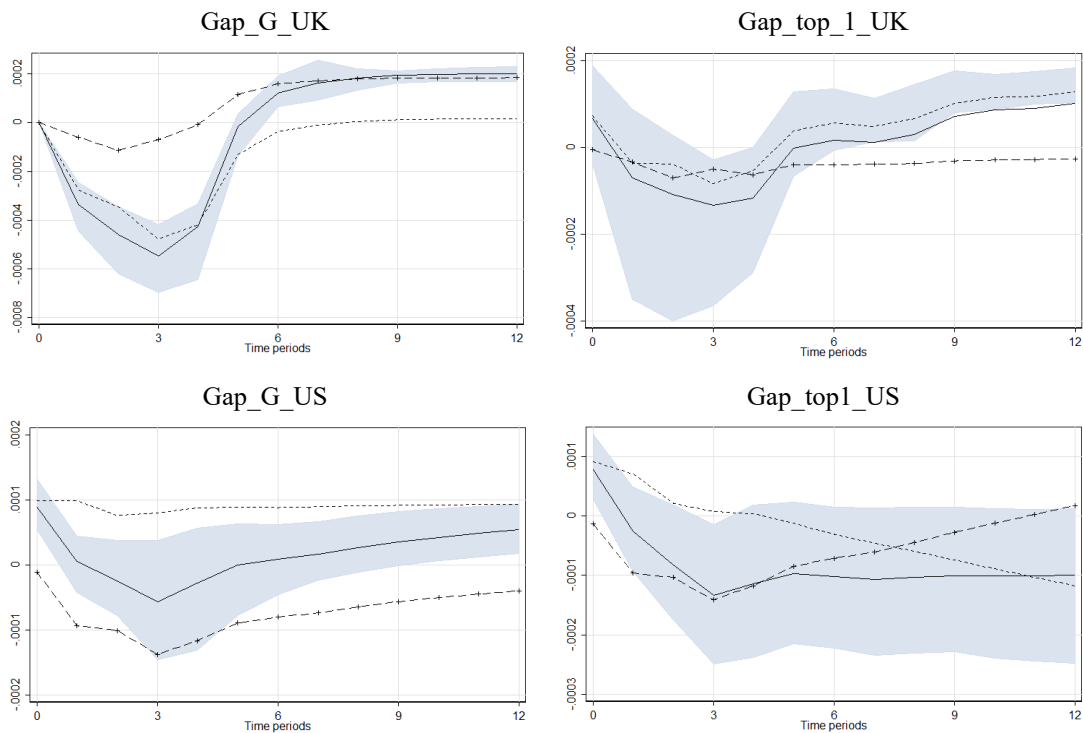 Gap_G_UK
.0002
0
-.0002
-.0004
-.0006
-.0008
0 3 6 9 12
Time periods
Gap_top_1_UK
.0002
0
-.0002
-.0004
0 3 6 9 12
Time periods
Gap_G_US
.0002
.0001
0
-.0001
-.0002
0 3 6 9 12
Time periods
Gap_top1_US
.0001
0
-.0001
-.0002
-.0003
0 3 6 9 12
Time periods